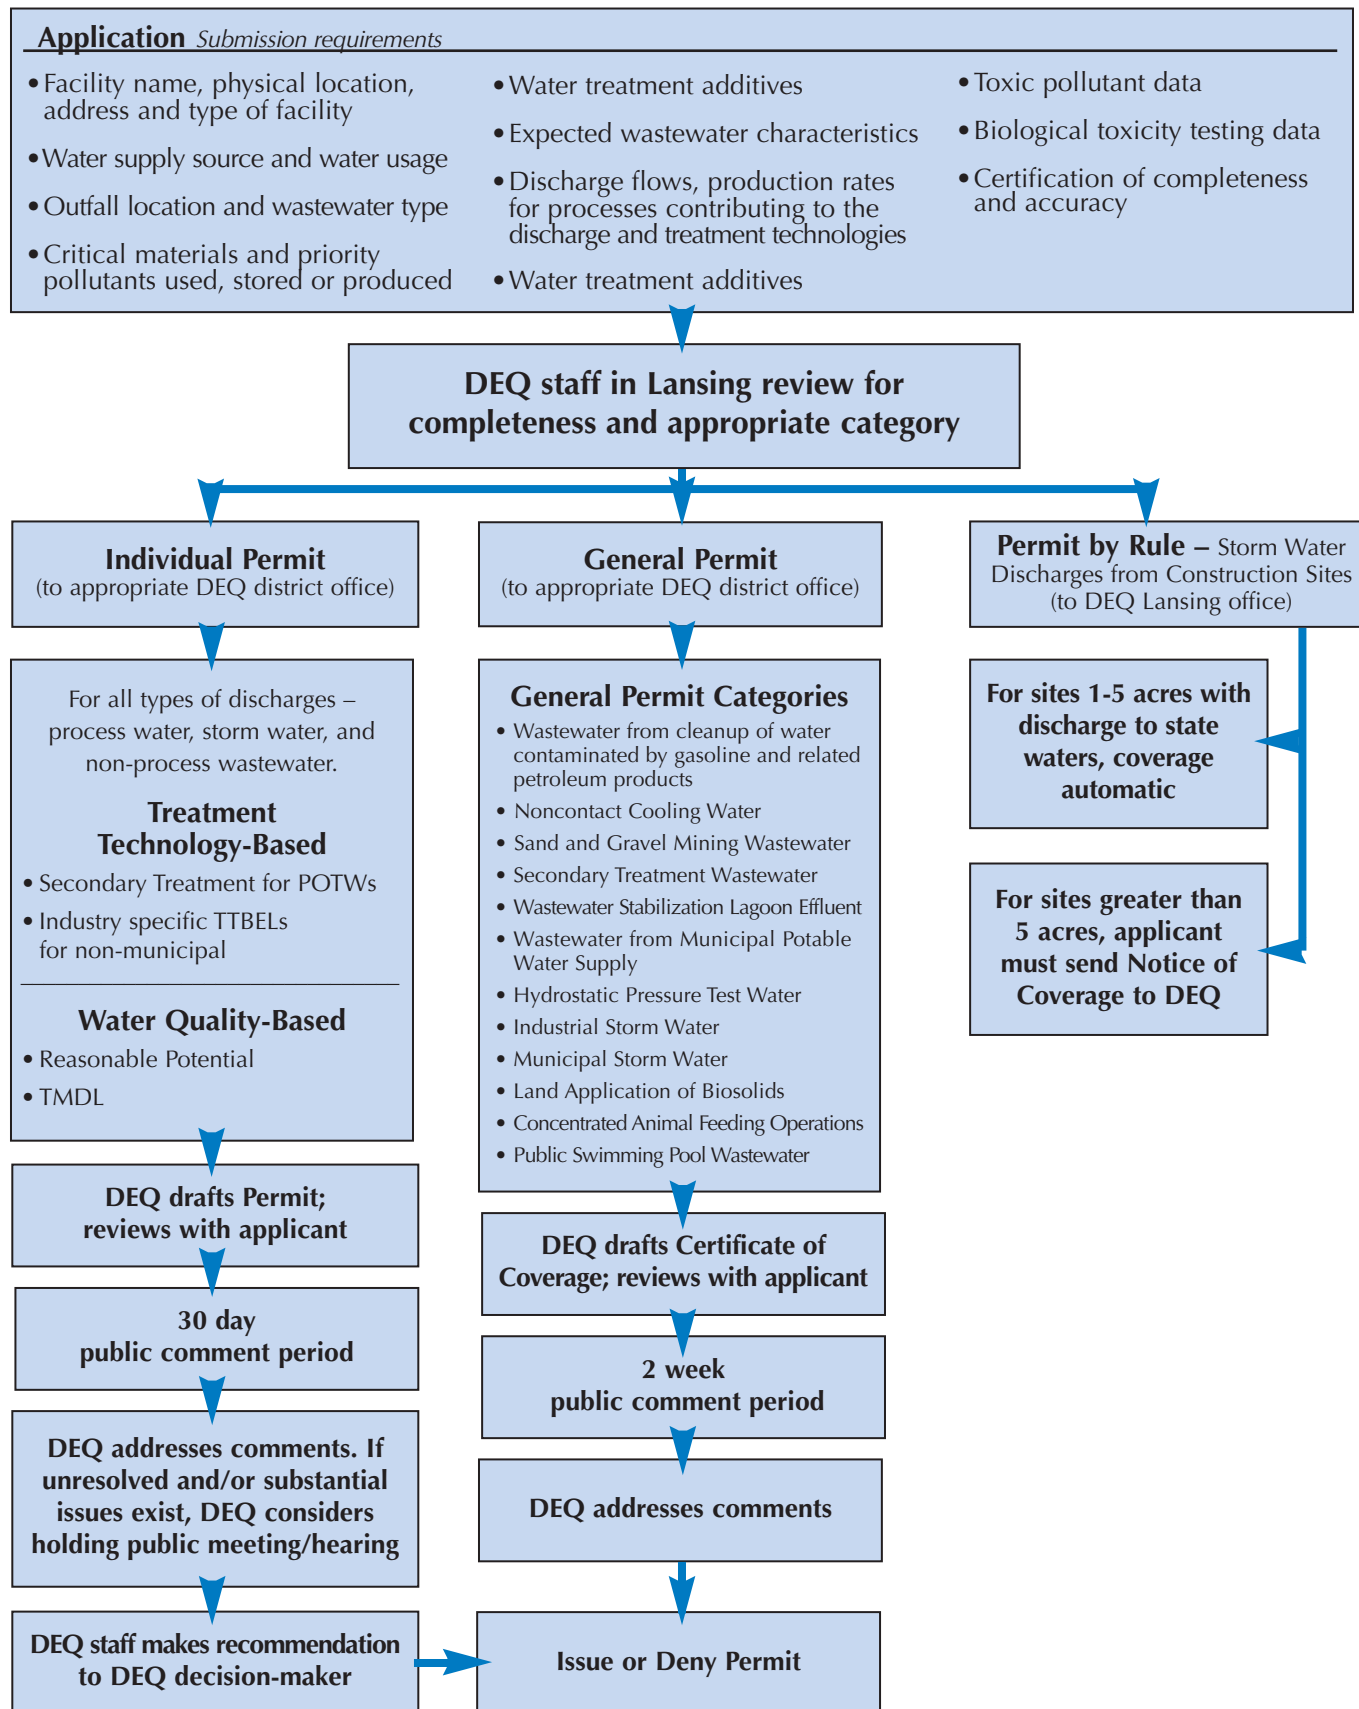 Application Submission requirements
• Facility name, physical location,
address and type of facility
• Water supply source and water usage
• Outfall location and wastewater type
• Critical materials and priority
pollutants used, stored or produced
• Water treatment additives
• Expected wastewater characteristics
• Discharge flows, production rates
for processes contributing to the
discharge and treatment technologies
• Water treatment additives
• Toxic pollutant data
• Biological toxicity testing data
• Certification of completeness
and accuracy
DEQ staff in Lansing review for
completeness and appropriate category
Individual Permit
(to appropriate DEQ district office)
For all types of discharges –
process water, storm water, and
non-process wastewater.
Treatment
Technology-Based
• Secondary Treatment for POTWs
• Industry specific TTBELs
for non-municipal
Water Quality-Based
• Reasonable Potential
• TMDL
DEQ drafts Permit;
reviews with applicant
30 day
public comment period
DEQ addresses comments. If
unresolved and/or substantial
issues exist, DEQ considers
holding public meeting/hearing
DEQ staff makes recommendation
to DEQ decision-maker
General Permit
(to appropriate DEQ district office)
General Permit Categories
• Wastewater from cleanup of water
contaminated by gasoline and related
petroleum products
• Noncontact Cooling Water
• Sand and Gravel Mining Wastewater
• Secondary Treatment Wastewater
• Wastewater Stabilization Lagoon Effluent
• Wastewater from Municipal Potable
Water Supply
• Hydrostatic Pressure Test Water
• Industrial Storm Water
• Municipal Storm Water
• Land Application of Biosolids
• Concentrated Animal Feeding Operations
• Public Swimming Pool Wastewater
DEQ drafts Certificate of
Coverage; reviews with applicant
2 week
public comment period
DEQ addresses comments
Issue or Deny Permit
Permit by Rule – Storm Water
Discharges from Construction Sites
(to DEQ Lansing office)
For sites 1-5 acres with
discharge to state
waters, coverage
automatic
For sites greater than
5 acres, applicant
must send Notice of
Coverage to DEQ